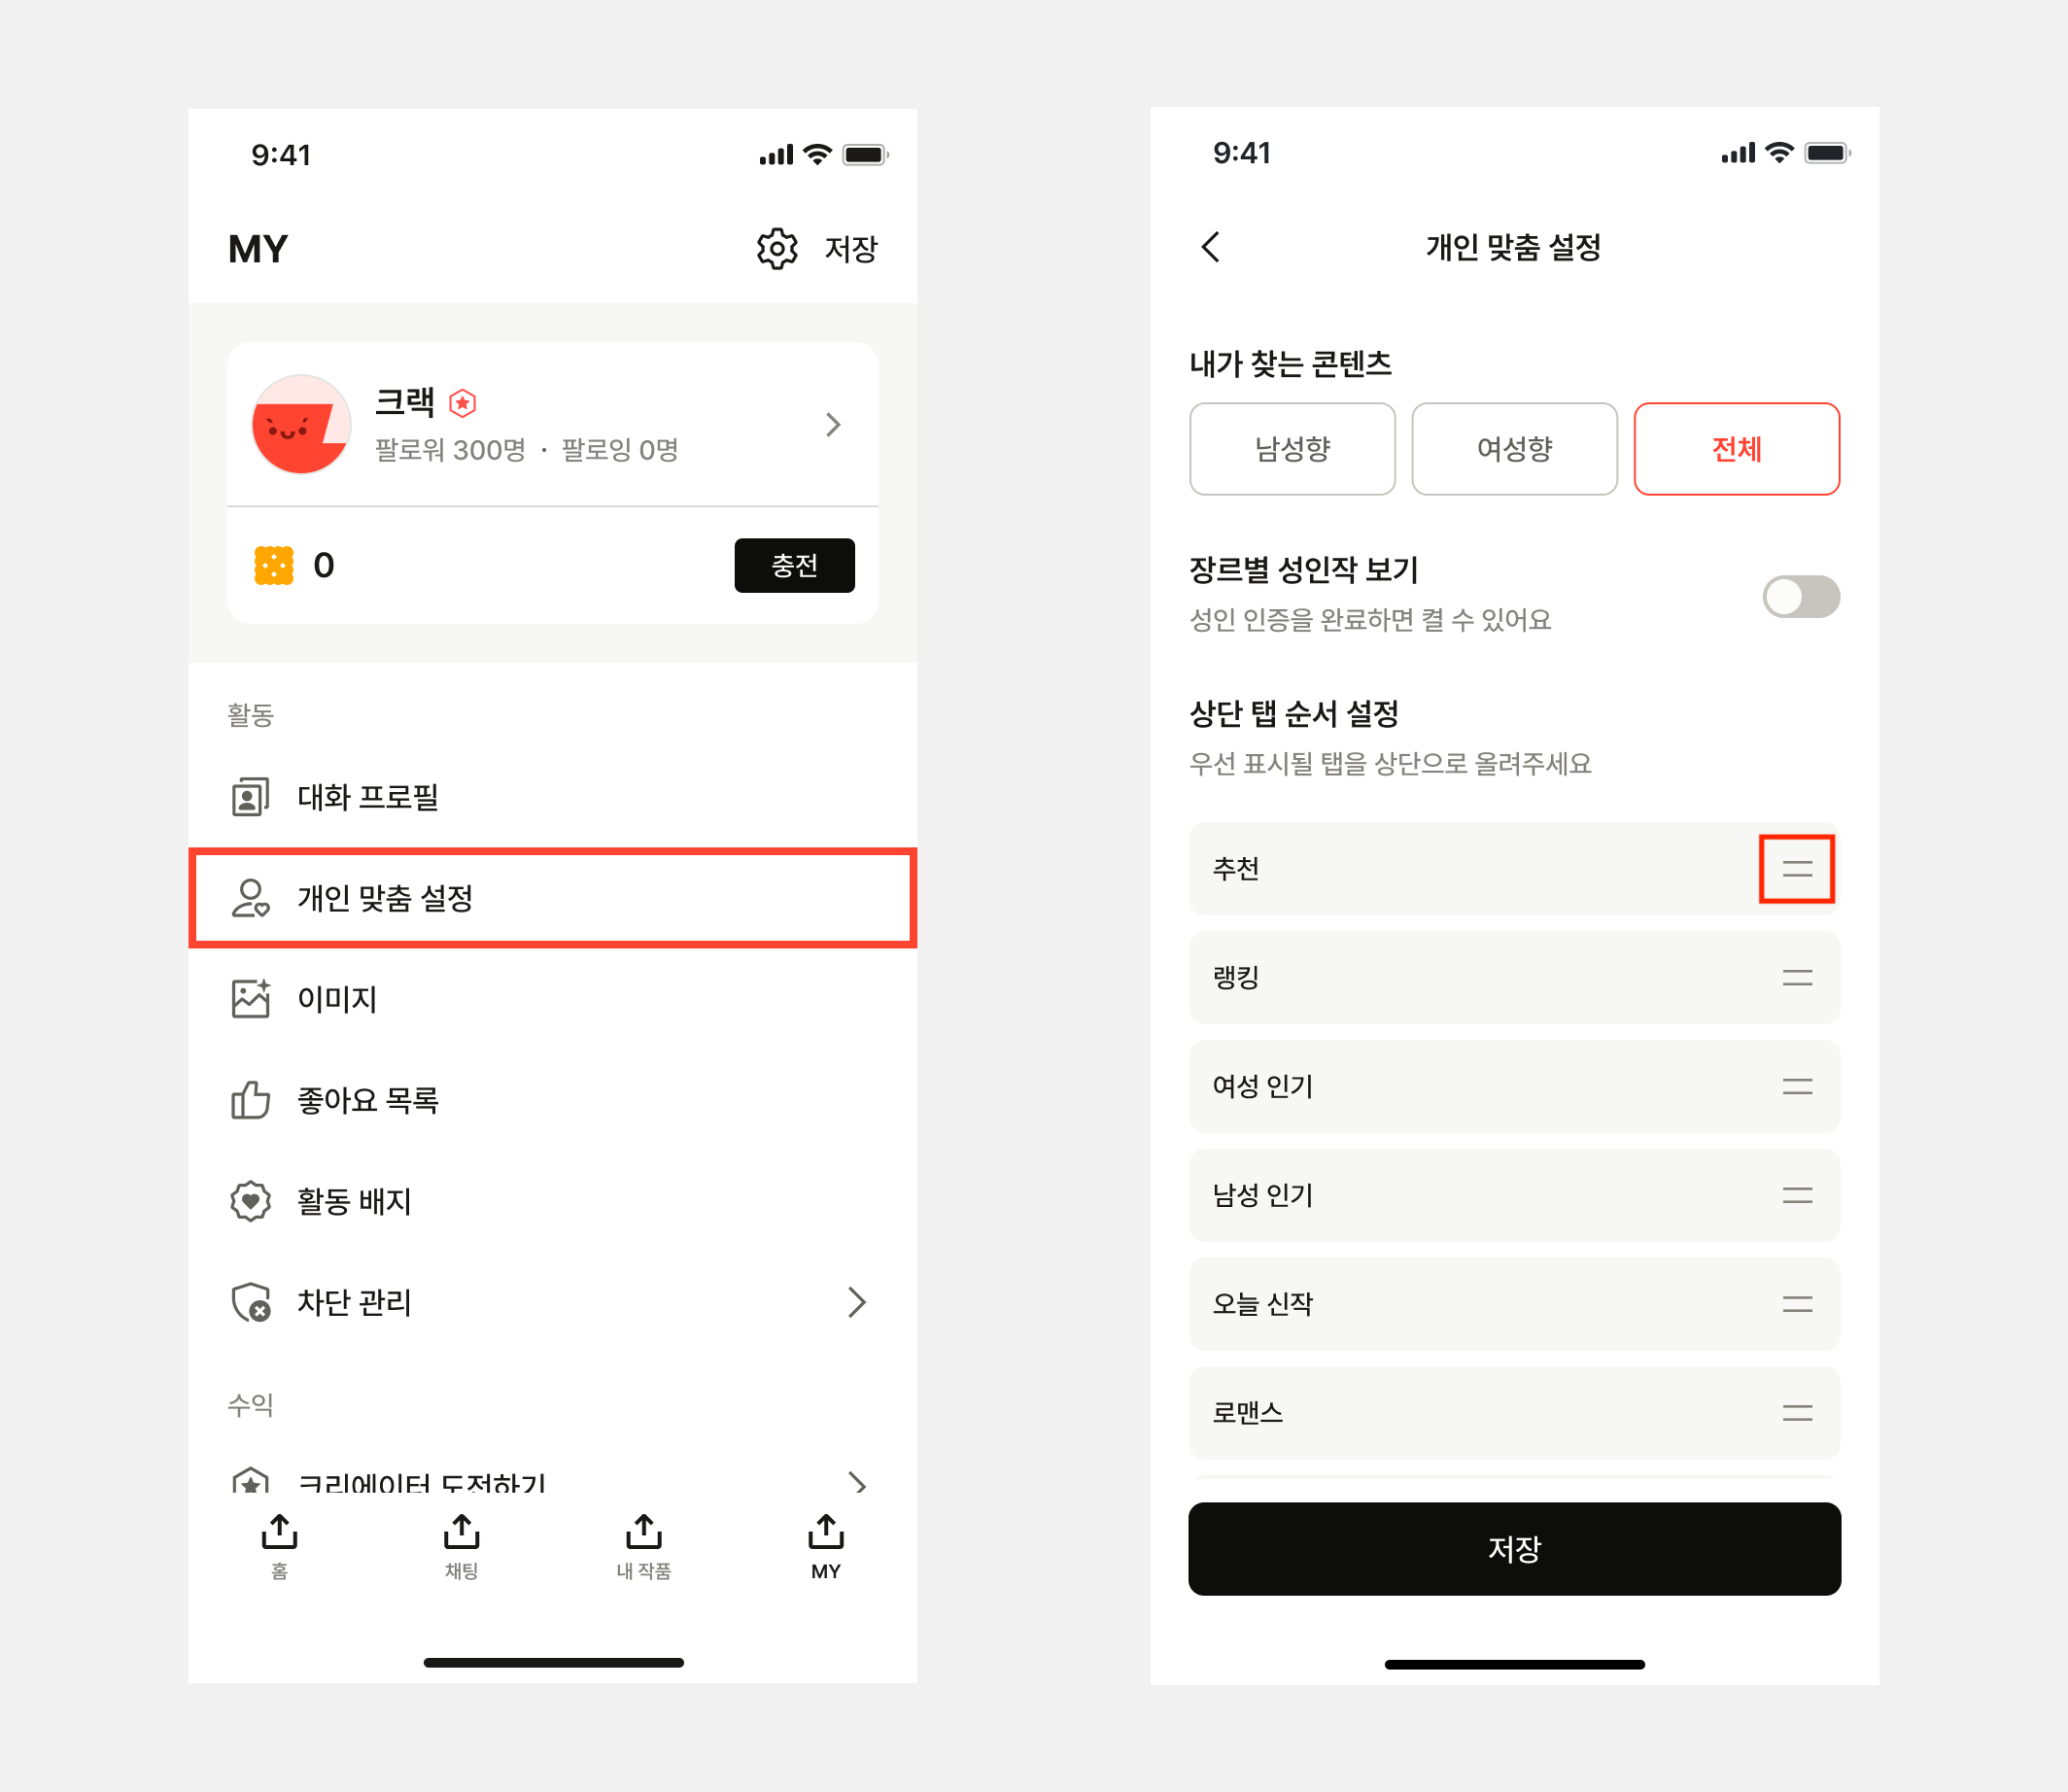 9:41
MY
저장
크랙
팔로워 300명 · 팔로잉 0명
0
충전
활동
대화 프로필
개인 맞춤 설정
이미지
좋아요 목록
활동 배지
차단 관리
수익
크리에이터 도전하기
홈
채팅
내 작품
MY
9:41
개인 맞춤 설정
내가 찾는 콘텐츠
남성향
여성향
전체
장르별 성인작 보기
성인 인증을 완료하면 켤 수 있어요
상단 탭 순서 설정
우선 표시될 탭을 상단으로 올려주세요
추천
랭킹
여성 인기
남성 인기
오늘 신작
로맨스
저장